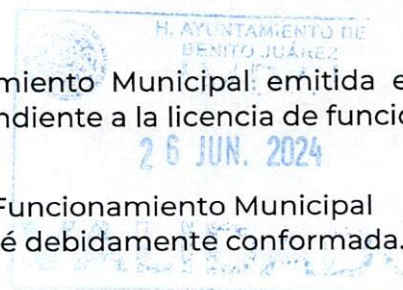 H. AYUNTAMIENTO DE
BENITO JUÁREZ
miento Municipal emitida e
ndiente a la licencia de funcio
26 JUN. 2024
Funcionamiento Municipal
é debidamente conformada.